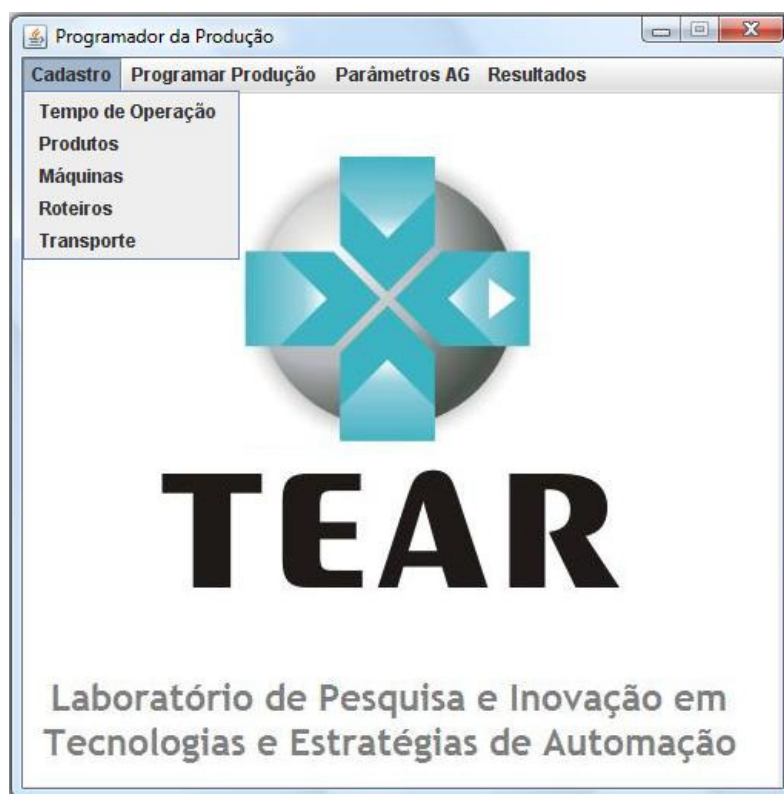 Programador da Produção
Cadastro Programar Produção Parâmetros AG Resultados
Tempo de Operação
Produtos
Máquinas
Roteiros
Transporte
TEAR
Laboratório de Pesquisa e Inovação em
Tecnologias e Estratégias de Automação